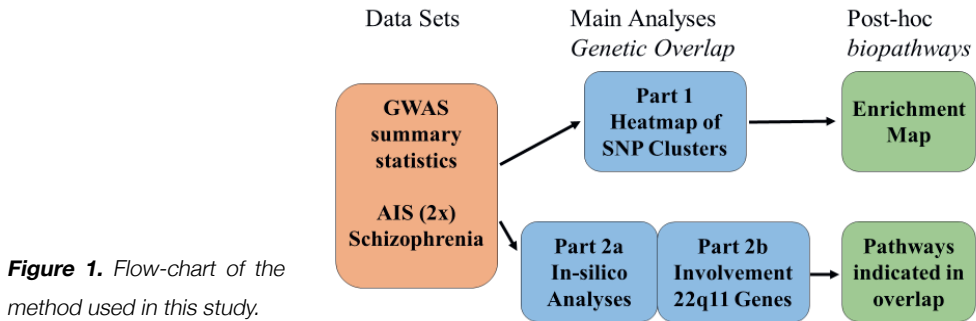 Data Sets
Main Analyses
Genetic Overlap
Post-hoc
biopathways
GWAS
summary
statistics
AIS (2x)
Schizophrenia
Part 1
Heatmap of
SNP Clusters
Enrichment
Map
Part 2a
In-silico
Analyses
Part 2b
Involvement
22q11 Genes
Pathways
indicated in
overlap
Figure 1. Flow-chart of the
method used in this study.